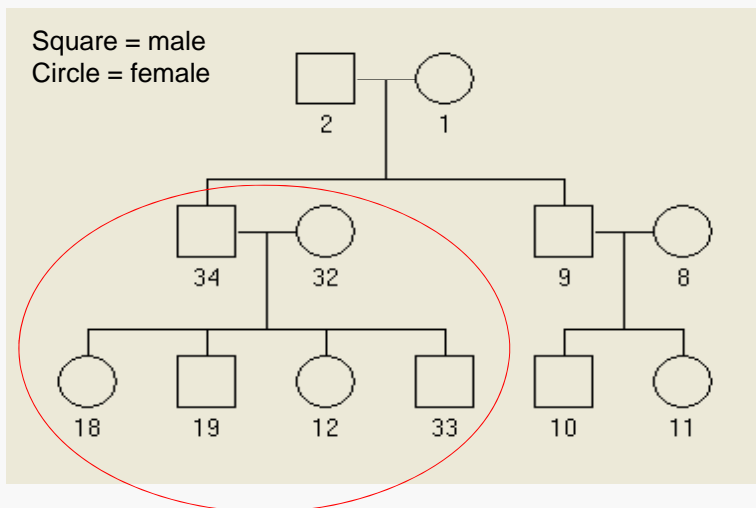 Square = male
Circle = female
2 1
34 32 9 8
18 19 12 33 10 11